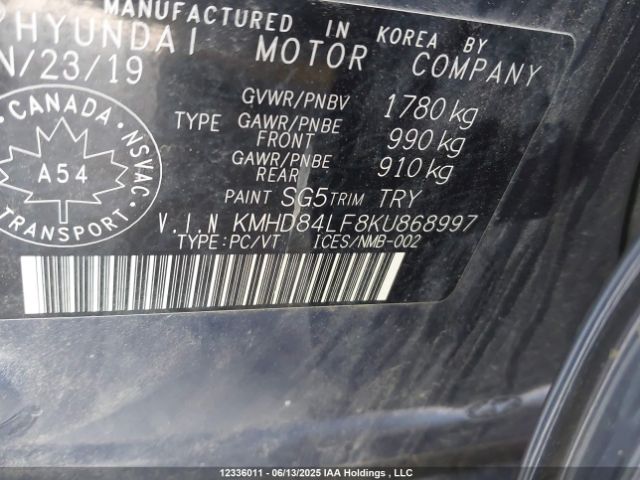 MANUFACTURED IN KOREA BY
HYUNDAI MOTOR COMPANY
N/23/19
GVWR/PNBV 1780 kg
TYPE GAWR/PNBE FRONT 990 kg
GAWR/PNBE REAR 910 kg
PAINT SG5 TRIM TRY
V.I.N KMHD84LF8KU868997
TYPE:PC/VT ICES/NMB-002
CANADA
NSVAC
A54
TRANSPORT
12336011 - 06/13/2025 IAA Holdings , LLC